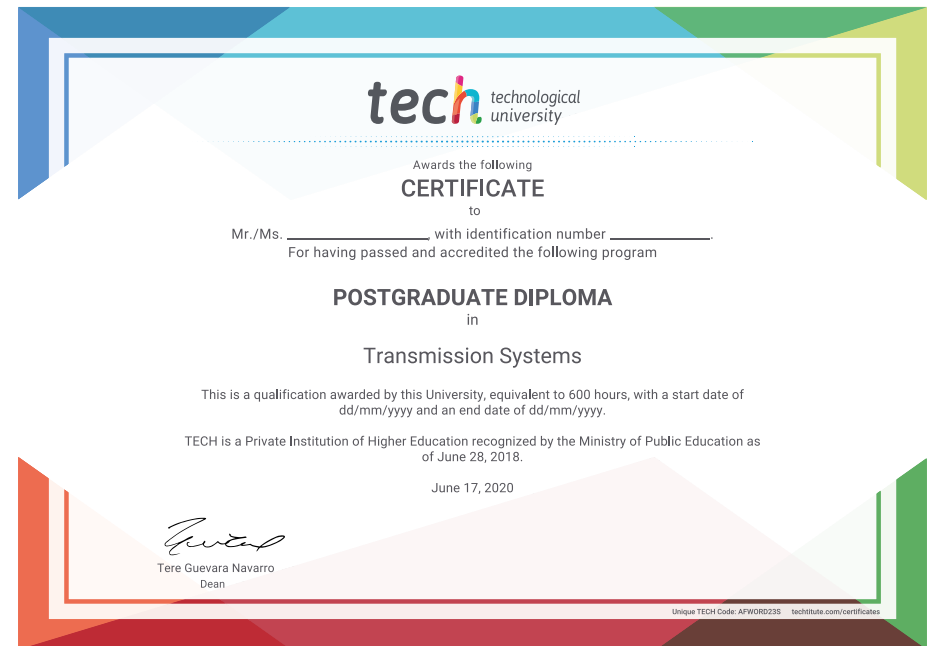 tech technological
university
Awards the following
CERTIFICATE
to
Mr./Ms. ____________________, with identification number ______________.
For having passed and accredited the following program
POSTGRADUATE DIPLOMA
in
Transmission Systems
This is a qualification awarded by this University, equivalent to 600 hours, with a start date of
dd/mm/yyyy and an end date of dd/mm/yyyy.
TECH is a Private Institution of Higher Education recognized by the Ministry of Public Education as
of June 28, 2018.
June 17, 2020
Tere Guevara Navarro
Dean
Unique TECH Code: AFWORD23S techtitute.com/certificates